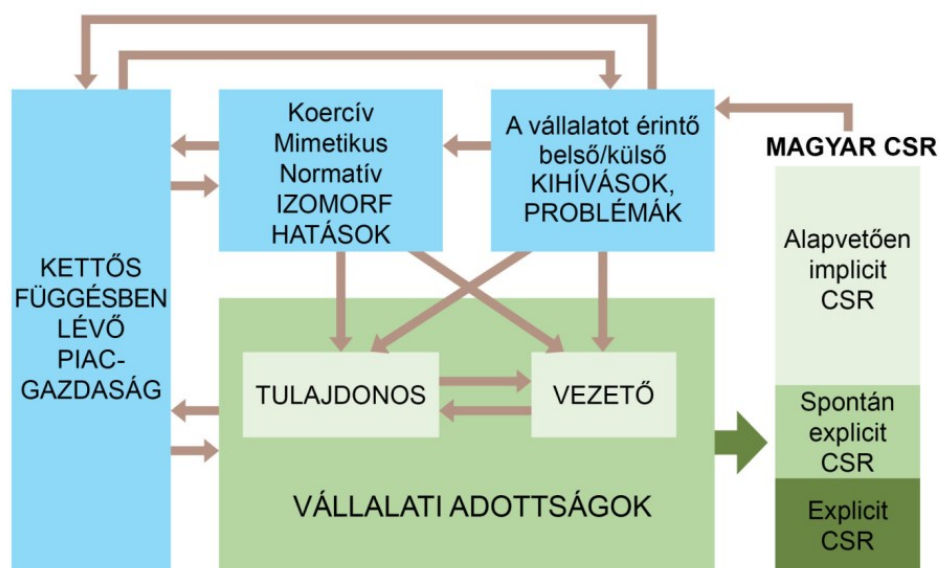 KETTŐS
FÜGGÉSBEN
LÉVŐ
PIAC-
GAZDASÁG
Koercív
Mimetikus
Normatív
IZOMORF
HATÁSOK
A vállalatot érintő
belső/külső
KIHÍVÁSOK,
PROBLÉMÁK
TULAJDONOS
VEZETŐ
VÁLLALATI ADOTTSÁGOK
MAGYAR CSR
Alapvetően
implicit
CSR
Spontán
explicit
CSR
Explicit
CSR